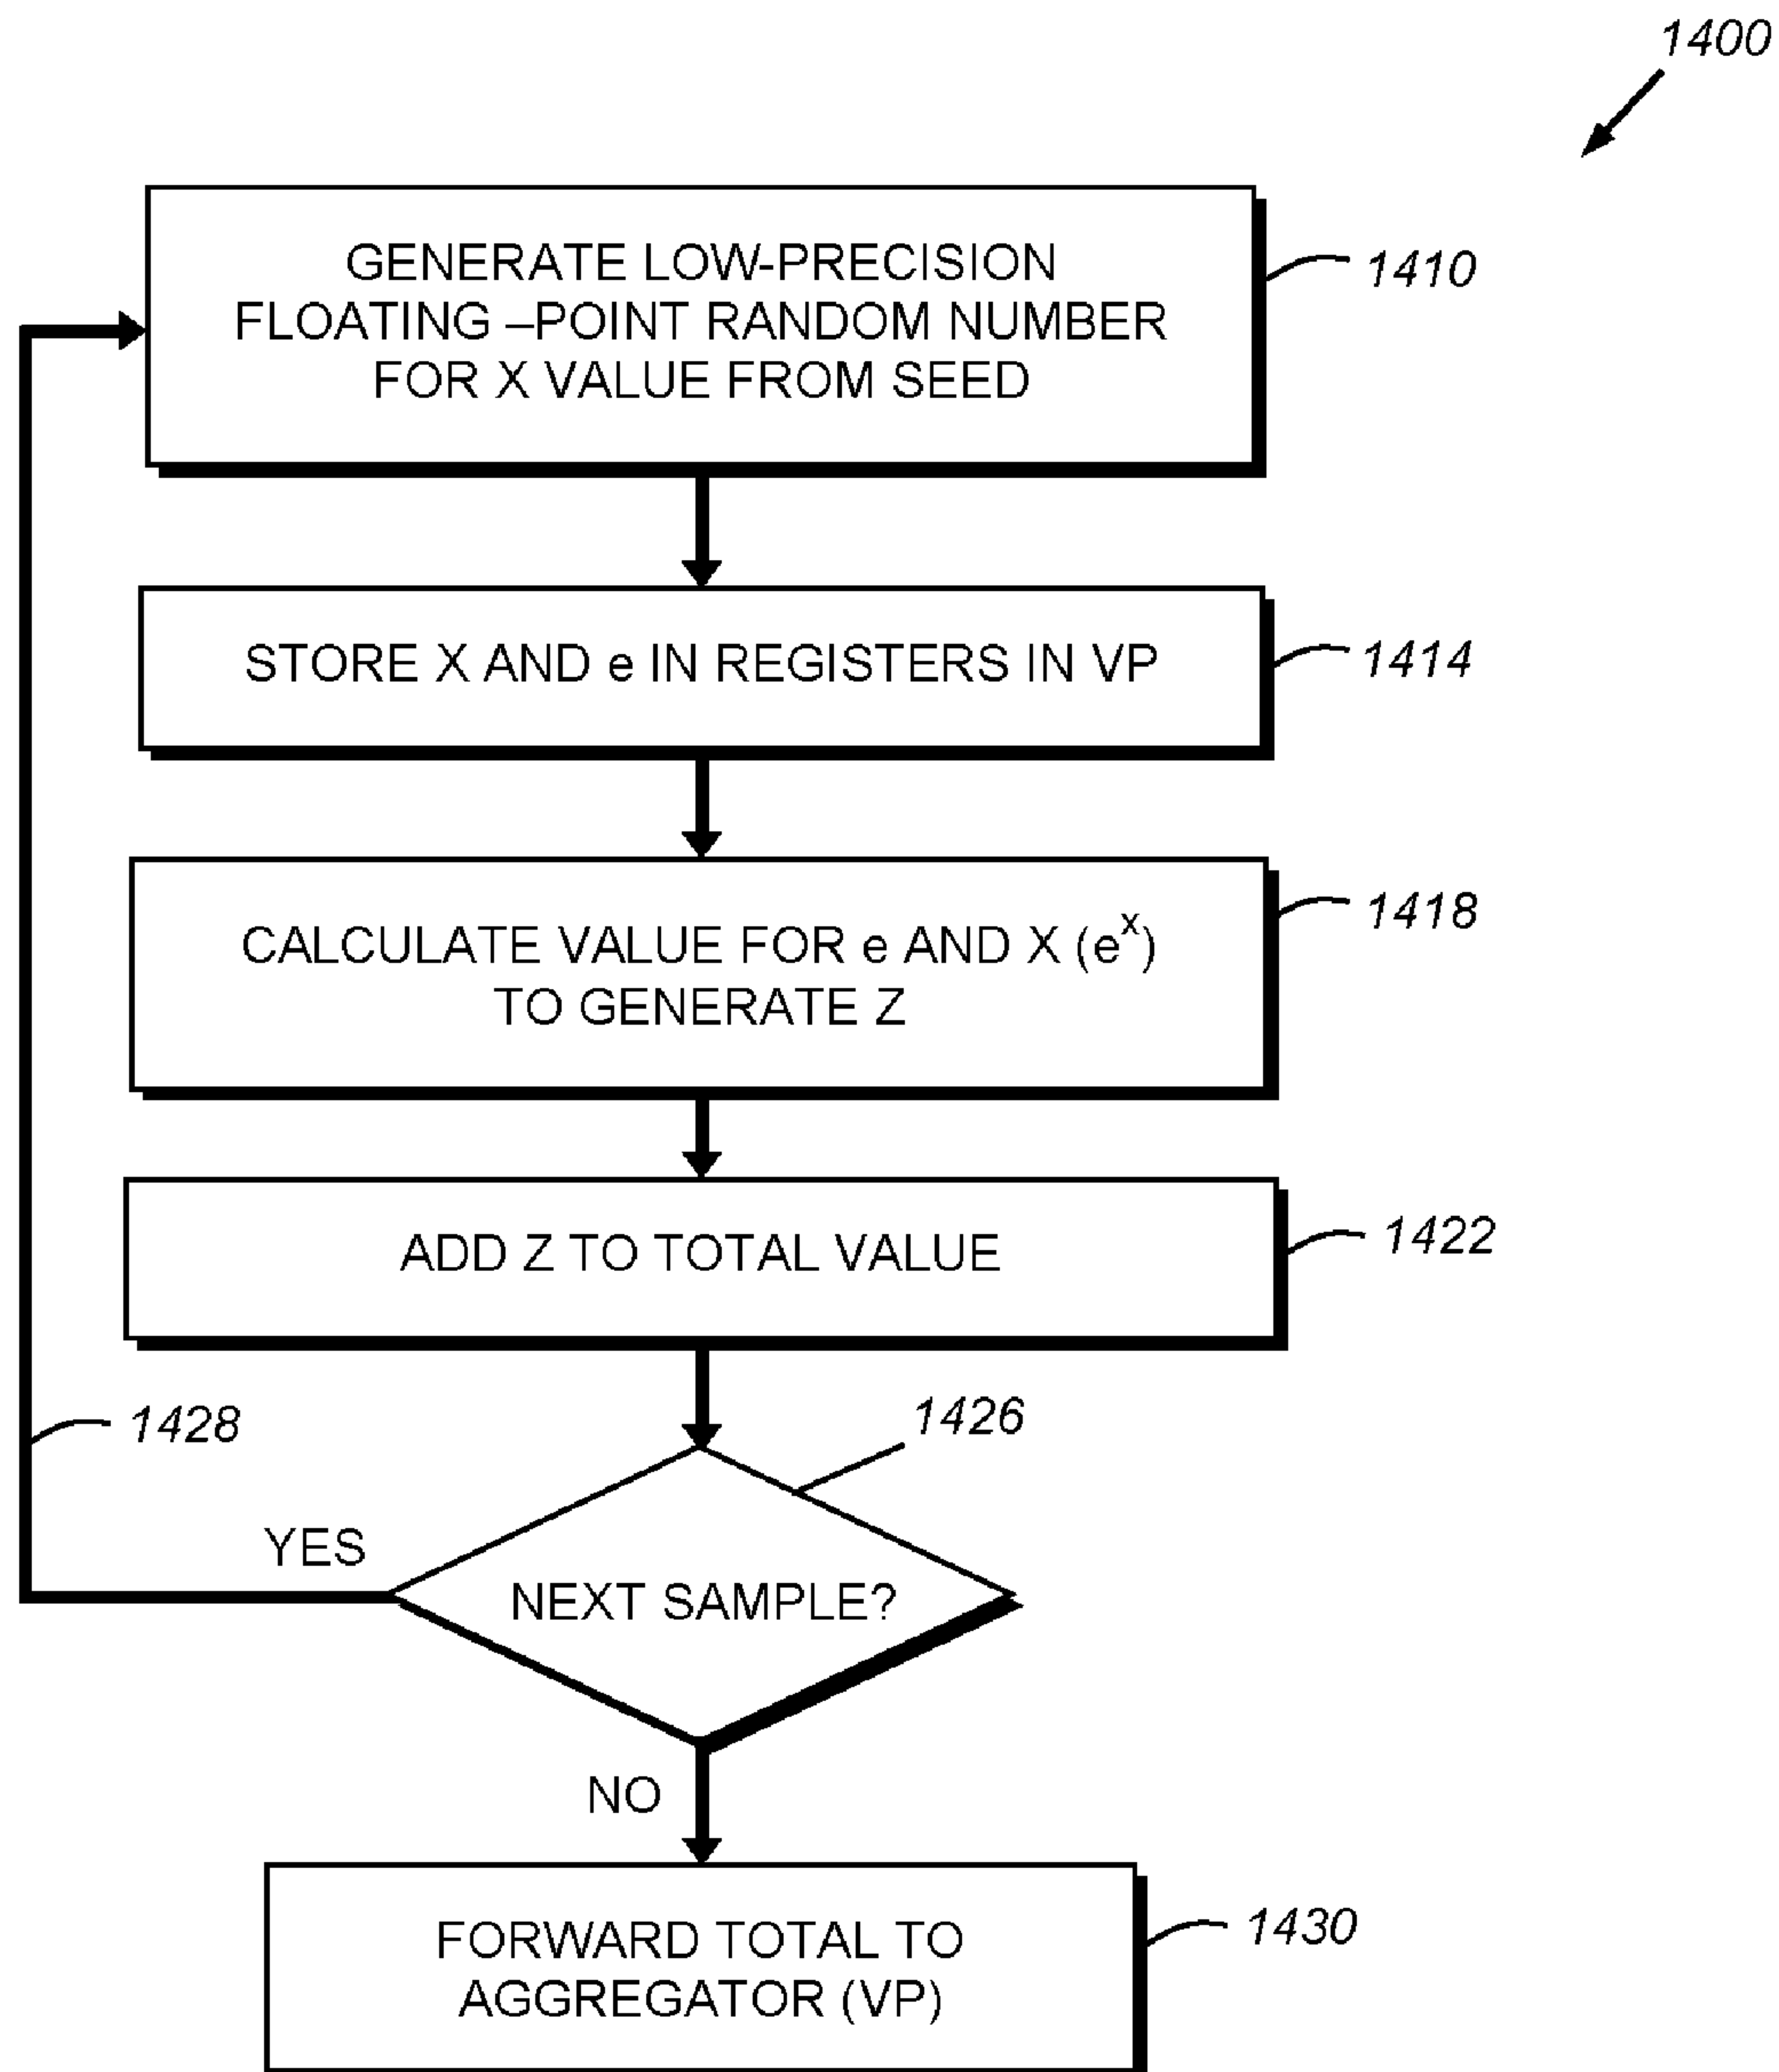 1400
GENERATE LOW-PRECISION
FLOATING –POINT RANDOM NUMBER
FOR X VALUE FROM SEED
1410
STORE X AND e IN REGISTERS IN VP
1414
CALCULATE VALUE FOR e AND X (e^x)
TO GENERATE Z
1418
ADD Z TO TOTAL VALUE
1422
1428
1426
YES
NEXT SAMPLE?
NO
FORWARD TOTAL TO
AGGREGATOR (VP)
1430